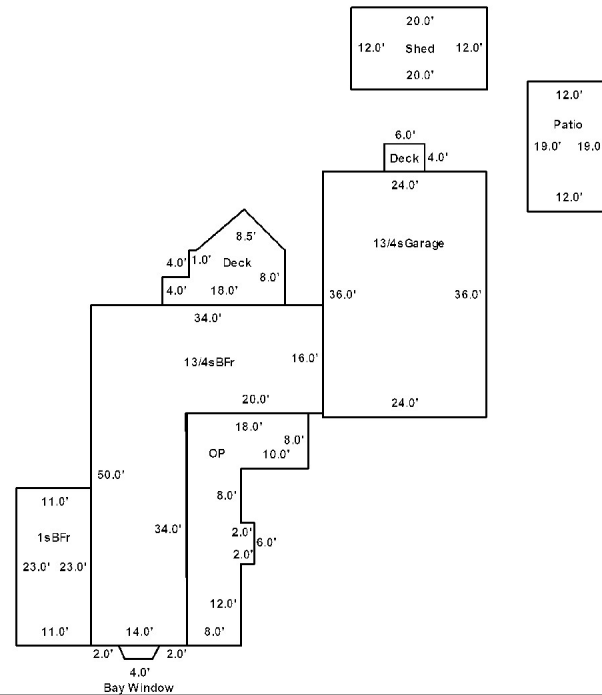 20.0'
12.0' Shed 12.0'
20.0'
12.0'
Patio
19.0' 19.0
12.0'
6.0'
Deck 4.0'
24.0'
13/4sGarage
36.0' 36.0'
24.0'
8.5'
4.0' 1.0' Deck
8.0'
4.0' 18.0'
34.0'
13/4sBFr
16.0'
20.0'
18.0'
8.0'
OP
10.0'
50.0'
8.0'
11.0'
34.0'
2.0'
6.0'
1sBFr
2.0'
23.0' 23.0'
12.0'
11.0' 14.0' 8.0'
2.0' 2.0'
4.0'
Bay Window